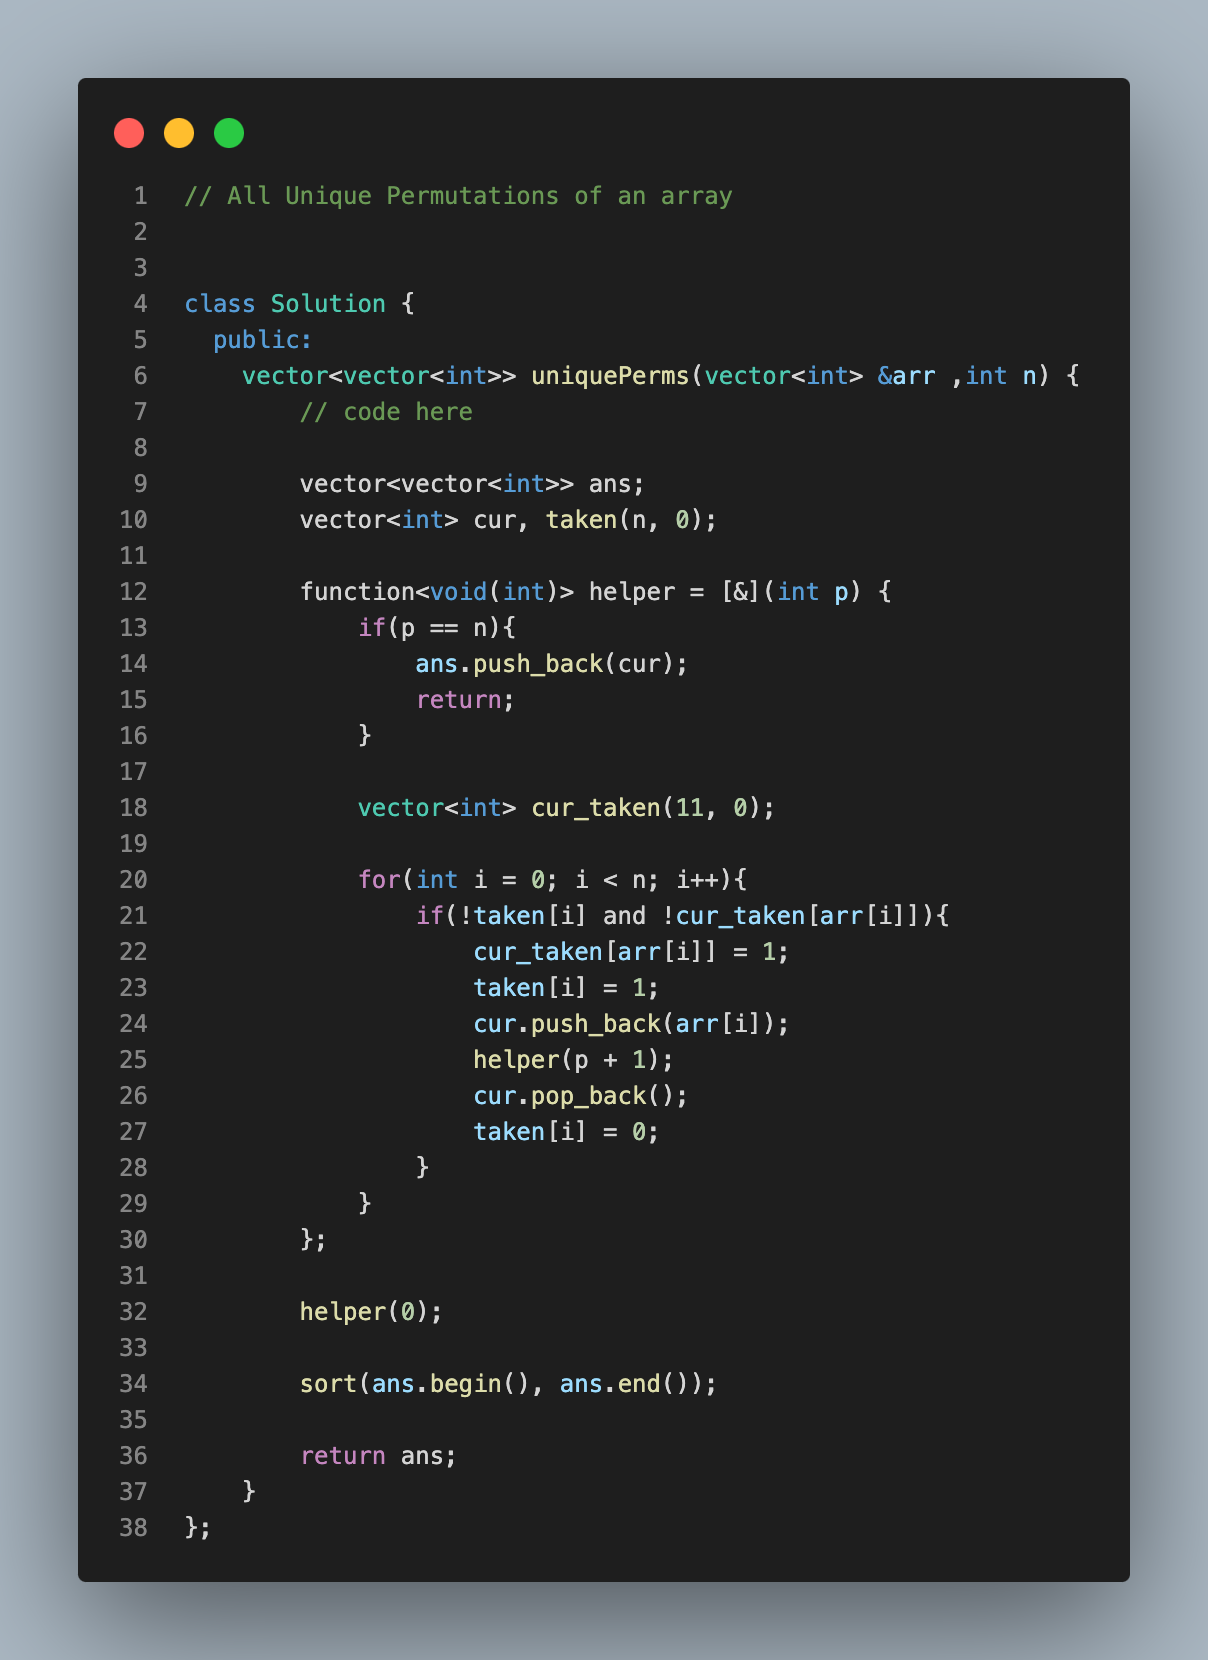 1 // All Unique Permutations of an array
2
3
4 class Solution {
5   public:
6     vector<vector<int>> uniquePerms(vector<int> &arr ,int n) {
7         // code here
8
9         vector<vector<int>> ans;
10         vector<int> cur, taken(n, 0);
11
12         function<void(int)> helper = [&](int p) {
13             if(p == n){
14                 ans.push_back(cur);
15                 return;
16             }
17
18             vector<int> cur_taken(11, 0);
19
20             for(int i = 0; i < n; i++){
21                 if(!taken[i] and !cur_taken[arr[i]]){
22                     cur_taken[arr[i]] = 1;
23                     taken[i] = 1;
24                     cur.push_back(arr[i]);
25                     helper(p + 1);
26                     cur.pop_back();
27                     taken[i] = 0;
28                 }
29             }
30         };
31
32         helper(0);
33
34         sort(ans.begin(), ans.end());
35
36         return ans;
37     }
38 };